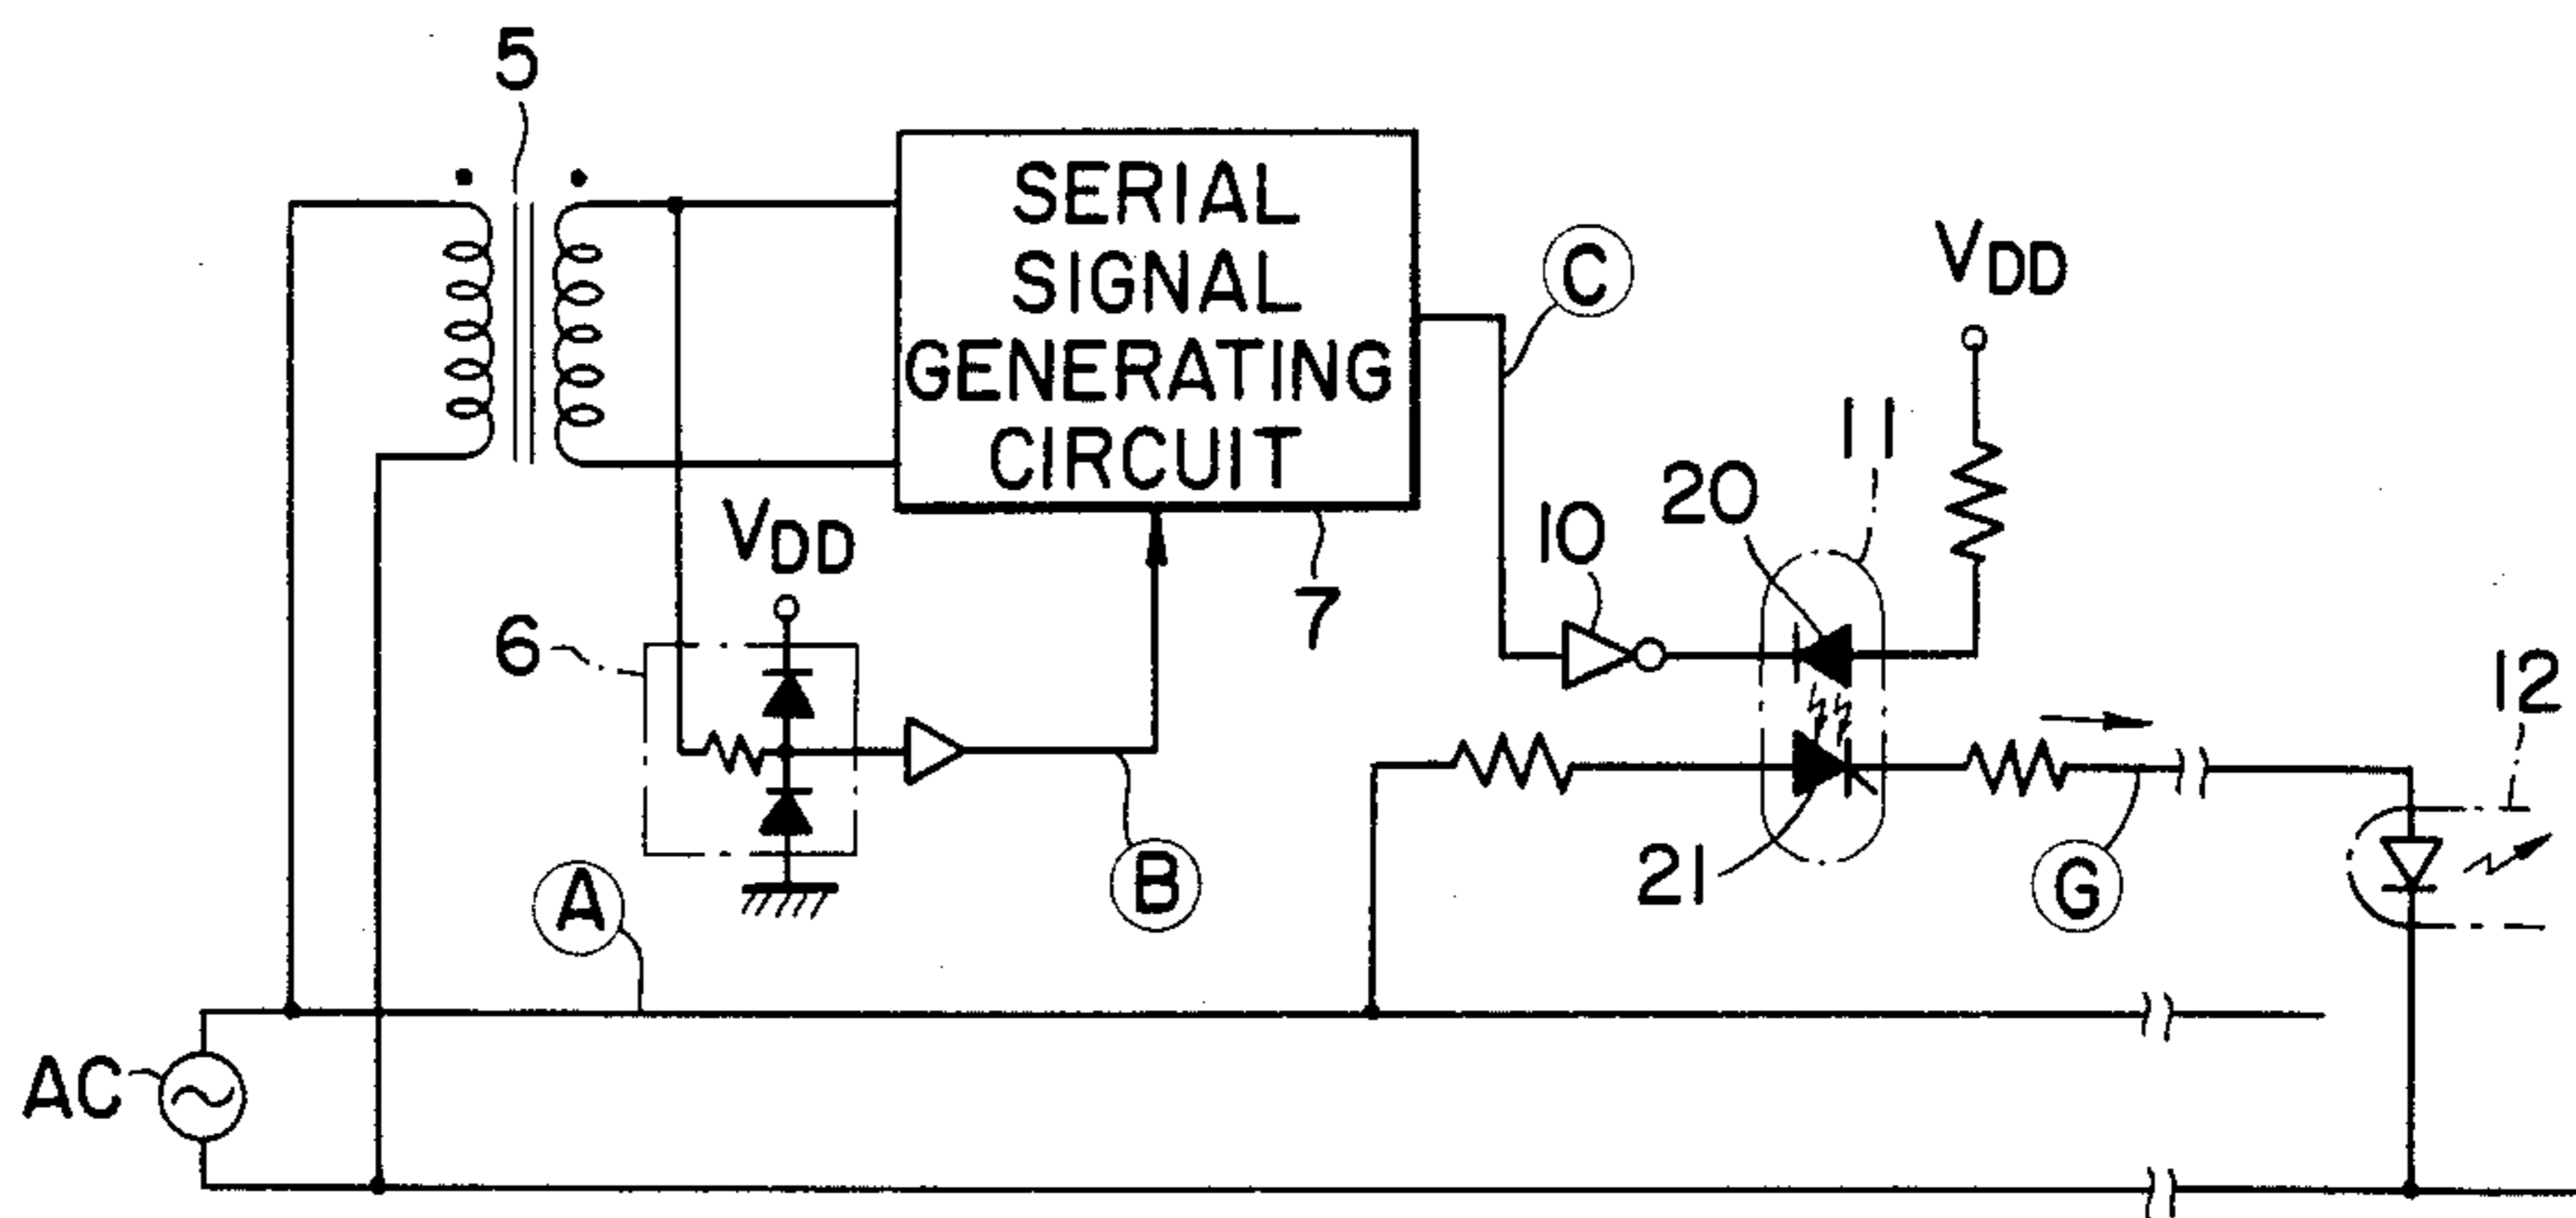 5
SERIAL
SIGNAL
GENERATING
CIRCUIT
C
VDD
11
20
10
VDD
7
6
12
21
B
G
A
AC